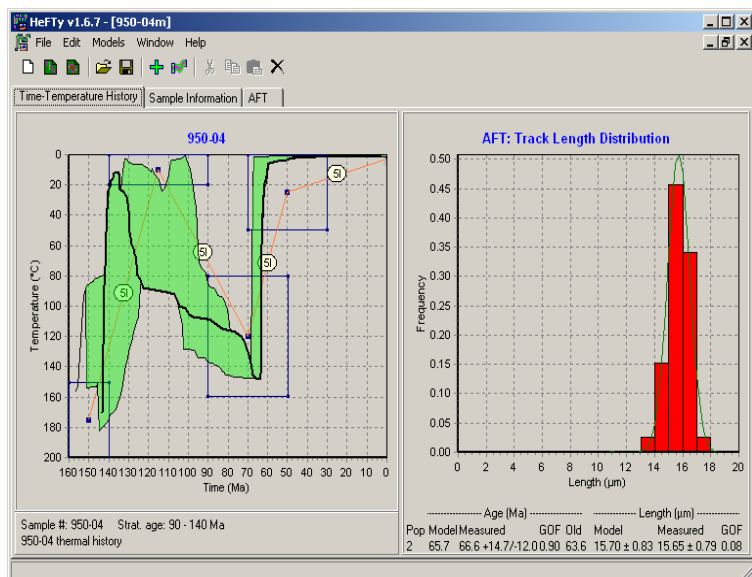 HeFTy v1.6.7 - [950-04m]
File Edit Models Window Help
Time-Temperature History Sample Information AFT
950-04
0
20
40
60
80
100
120
140
160
180
200
Temperature (°C)
5l
5l
5l
5l
160 150 140 130 120 110 100 90 80 70 60 50 40 30 20 10 0
Time (Ma)
Sample #: 950-04 Strat. age: 90 - 140 Ma
950-04 thermal history
AFT: Track Length Distribution
0.50
0.45
0.40
0.35
0.30
0.25
0.20
0.15
0.10
0.05
0.00
Frequency
0 2 4 6 8 10 12 14 16 18 20
Length (µm)
---------- Age (Ma) ---------- ---------- Length (µm) ----------
Pop Model Measured GOF Old Model Measured GOF
2 65.7 66.6 +14.7/-12.0 0.90 63.6 15.70 ± 0.83 15.65 ± 0.79 0.08